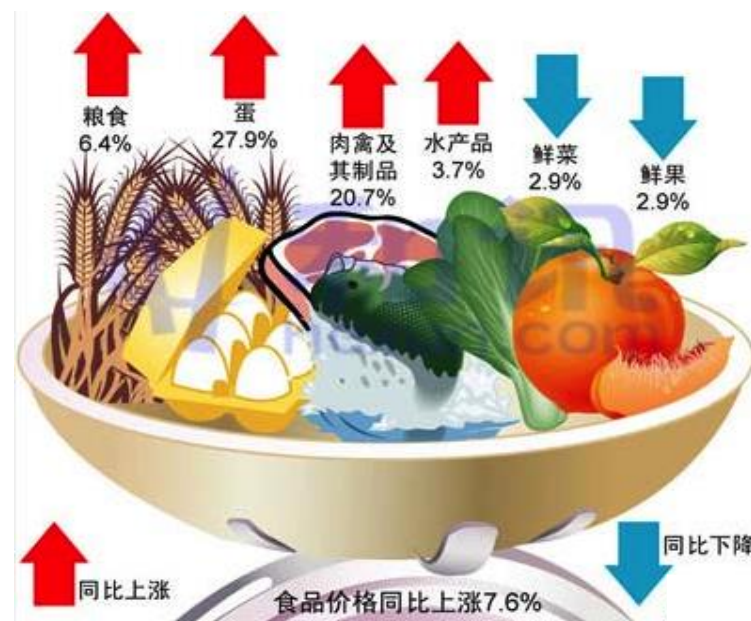 粮食
6.4%
蛋
27.9%
肉禽及
其制品
20.7%
水产品
3.7%
鲜菜
2.9%
鲜果
2.9%
同比上涨
同比下降
食品价格同比上涨7.6%